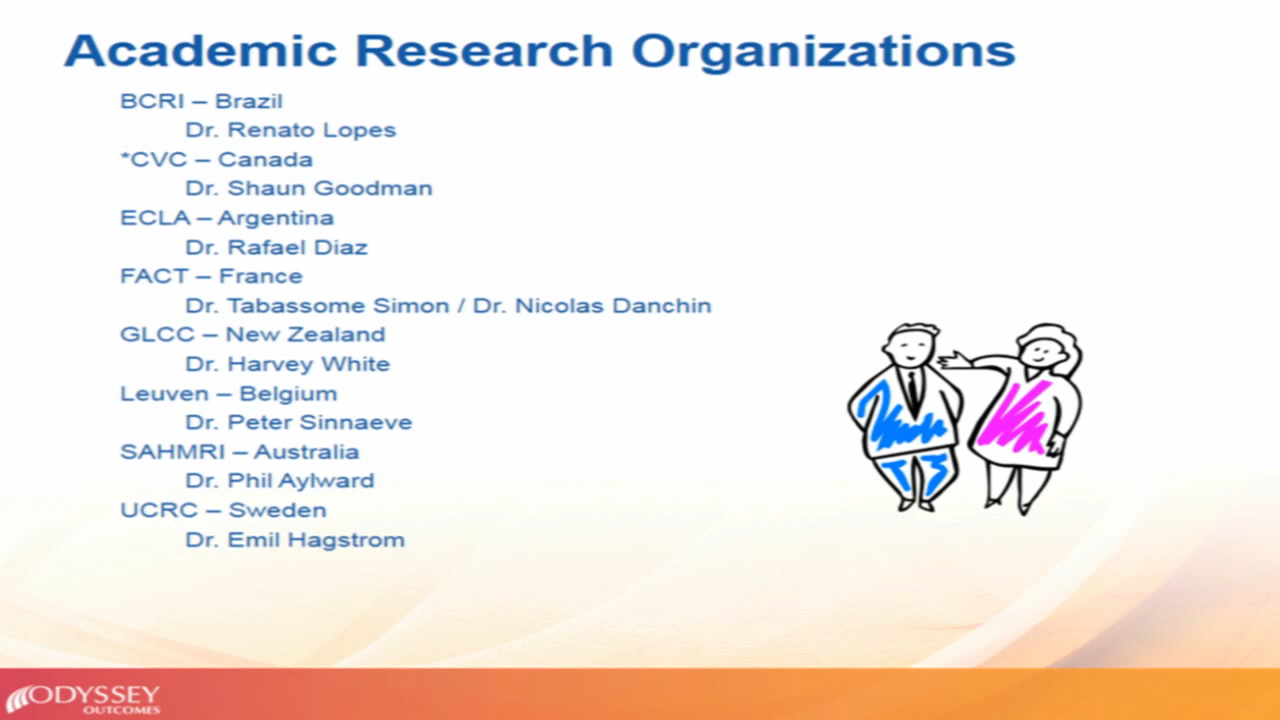 Academic Research Organizations
BCRI – Brazil
Dr. Renato Lopes
*CVC – Canada
Dr. Shaun Goodman
ECLA – Argentina
Dr. Rafael Diaz
FACT – France
Dr. Tabassome Simon / Dr. Nicolas Danchin
GLCC – New Zealand
Dr. Harvey White
Leuven – Belgium
Dr. Peter Sinnaeve
SAHMRI – Australia
Dr. Phil Aylward
UCRC – Sweden
Dr. Emil Hagstrom
ODYSSEY
OUTCOMES